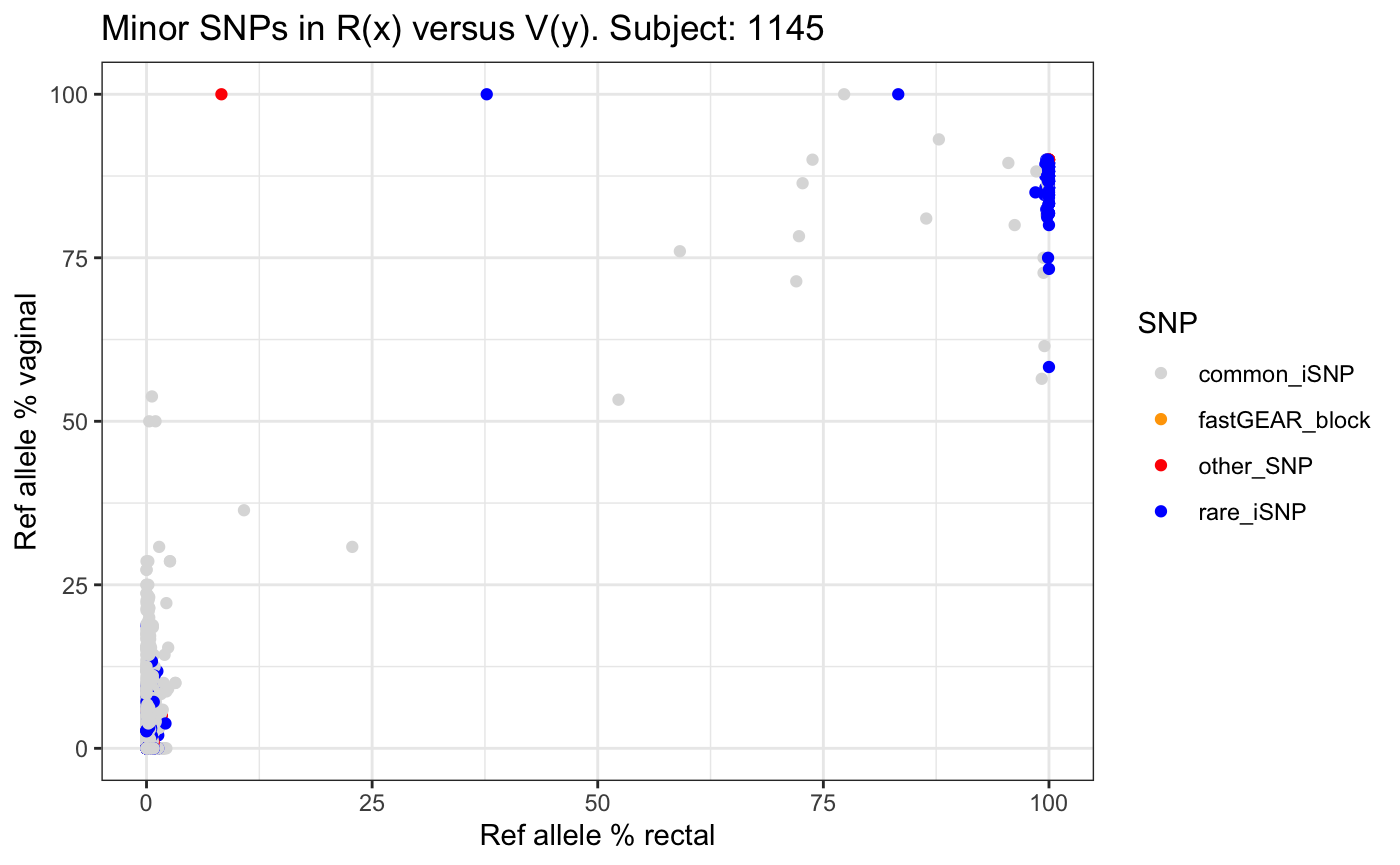 Minor SNPs in R(x) versus V(y). Subject: 1145
100
75
50
25
0
Ref allele % vaginal
0 25 50 75 100
Ref allele % rectal
SNP
common_iSNP
fastGEAR_block
other_SNP
rare_iSNP